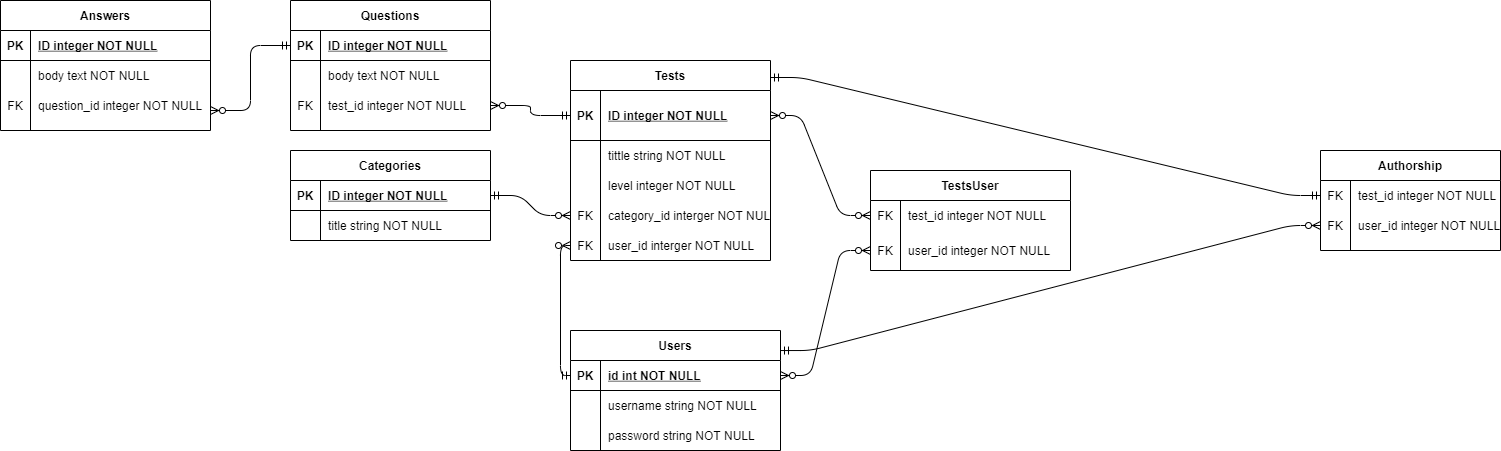 Answers
PK ID integer NOT NULL
body text NOT NULL
FK question_id integer NOT NULL
Questions
PK ID integer NOT NULL
body text NOT NULL
FK test_id integer NOT NULL
Categories
PK ID integer NOT NULL
title string NOT NULL
Tests
PK ID integer NOT NULL
tittle string NOT NULL
level integer NOT NULL
FK category_id interger NOT NUL
FK user_id interger NOT NULL
Users
PK id int NOT NULL
username string NOT NULL
password string NOT NULL
TestsUser
FK test_id integer NOT NULL
FK user_id integer NOT NULL
Authorship
FK test_id integer NOT NULL
FK user_id integer NOT NULL